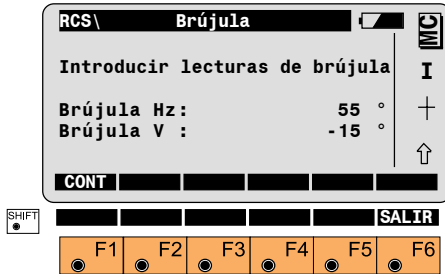 RCS\ Brújula
MC
Introducir lecturas de brújula
I
Brújula Hz: 55 °
Brújula V : -15 °
CONT
SHIFT
SALIR
F1 F2 F3 F4 F5 F6